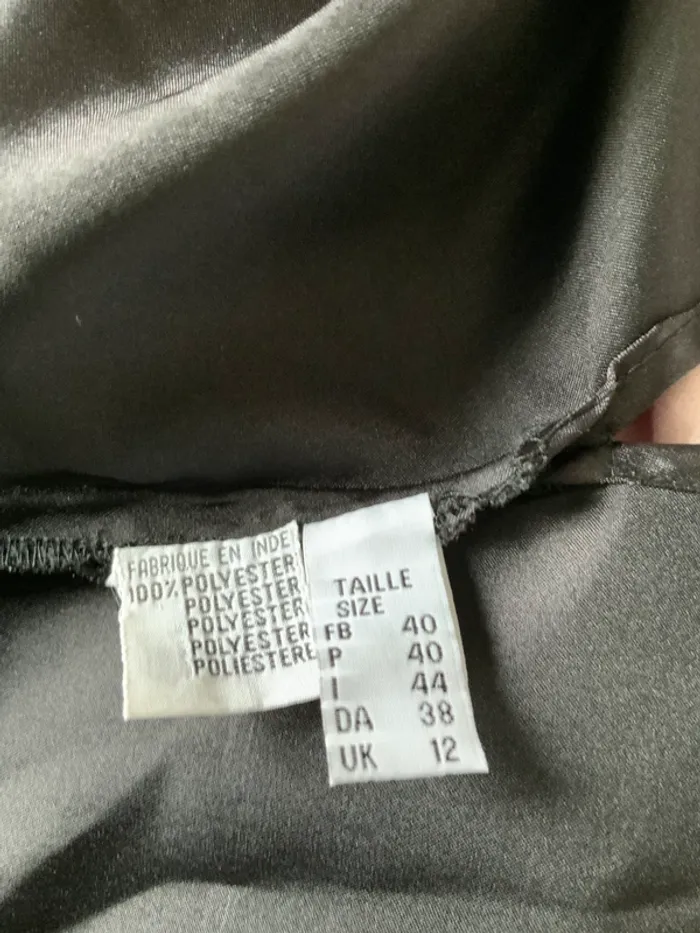 FABRIQUE EN INDE
100% POLYESTER
POLYESTER
POLYESTER
POLYESTER
POLIESTERE
TAILLE
SIZE
FB 40
P 40
I 44
DA 38
UK 12